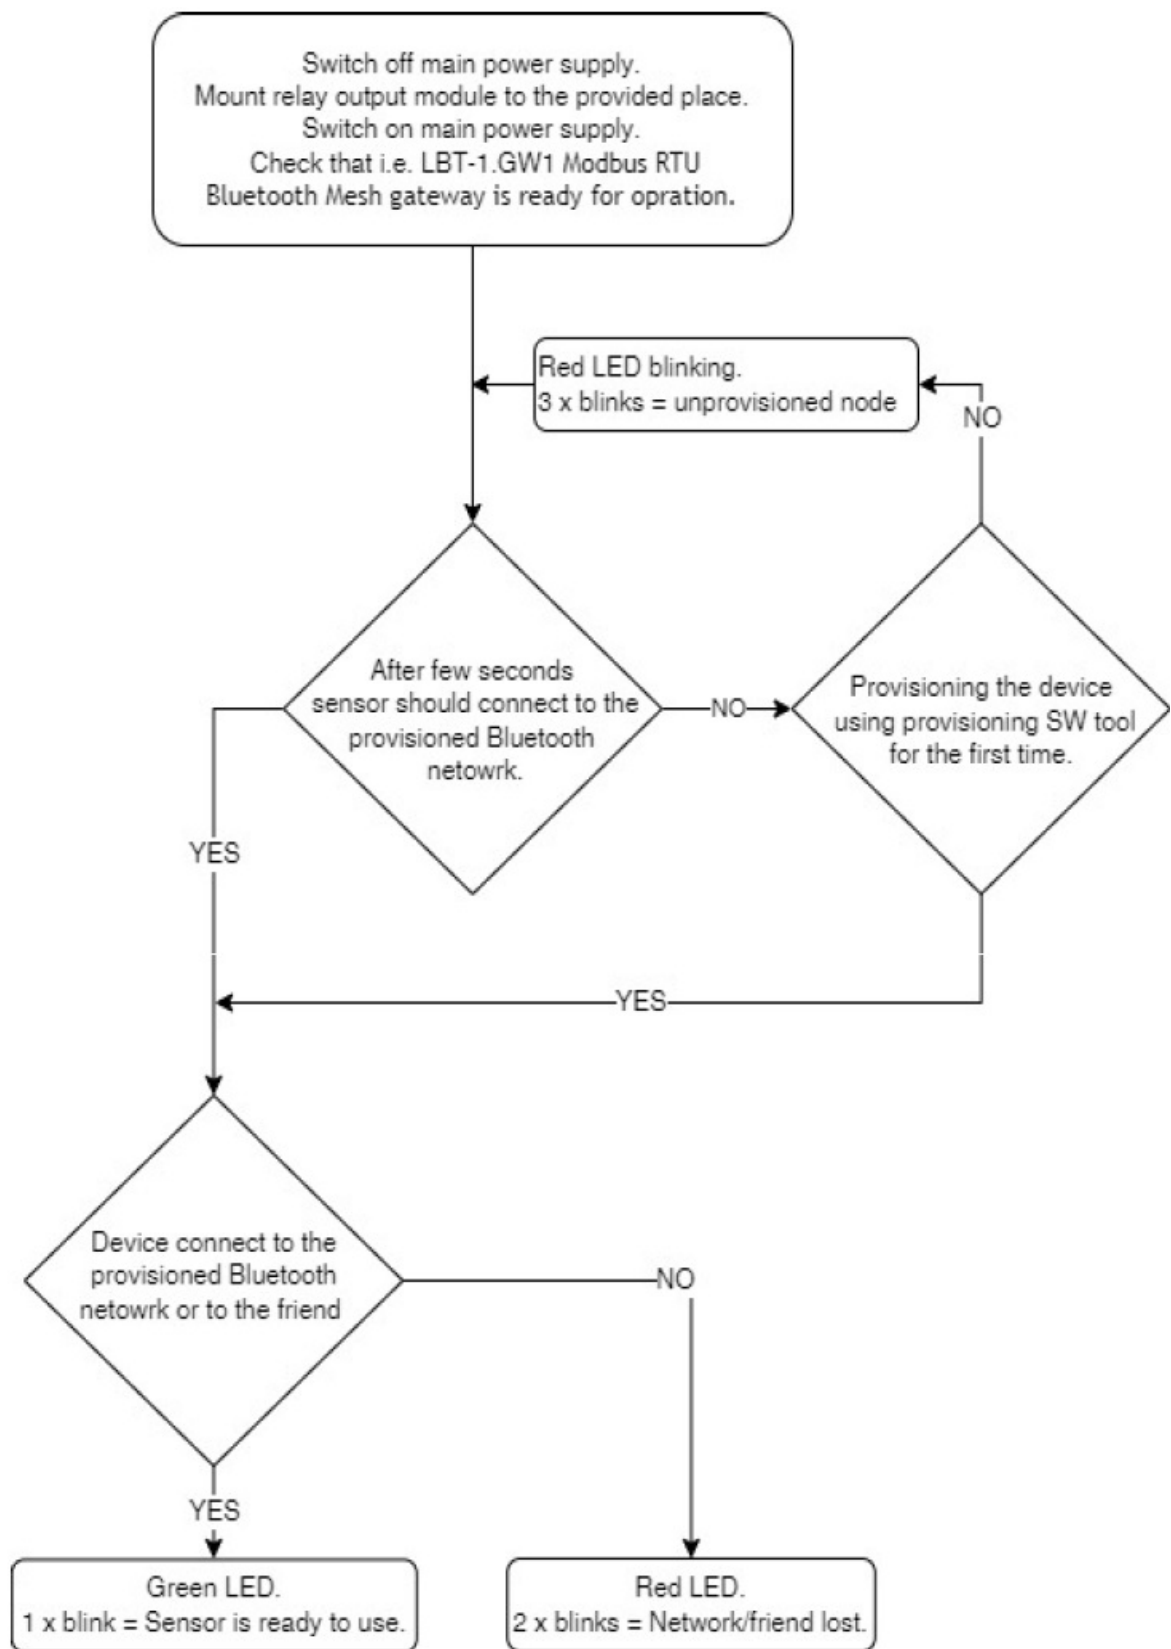 Switch off main power supply.
Mount relay output module to the provided place.
Switch on main power supply.
Check that i.e. LBT-1.GW1 Modbus RTU
Bluetooth Mesh gateway is ready for opration.
Red LED blinking.
3 x blinks = unprovisioned node
NO
After few seconds
sensor should connect to the
provisioned Bluetooth
netowrk.
NO
Provisioning the device
using provisioning SW tool
for the first time.
YES
YES
Device connect to the
provisioned Bluetooth
netowrk or to the friend
NO
YES
Green LED.
1 x blink = Sensor is ready to use.
Red LED.
2 x blinks = Network/friend lost.